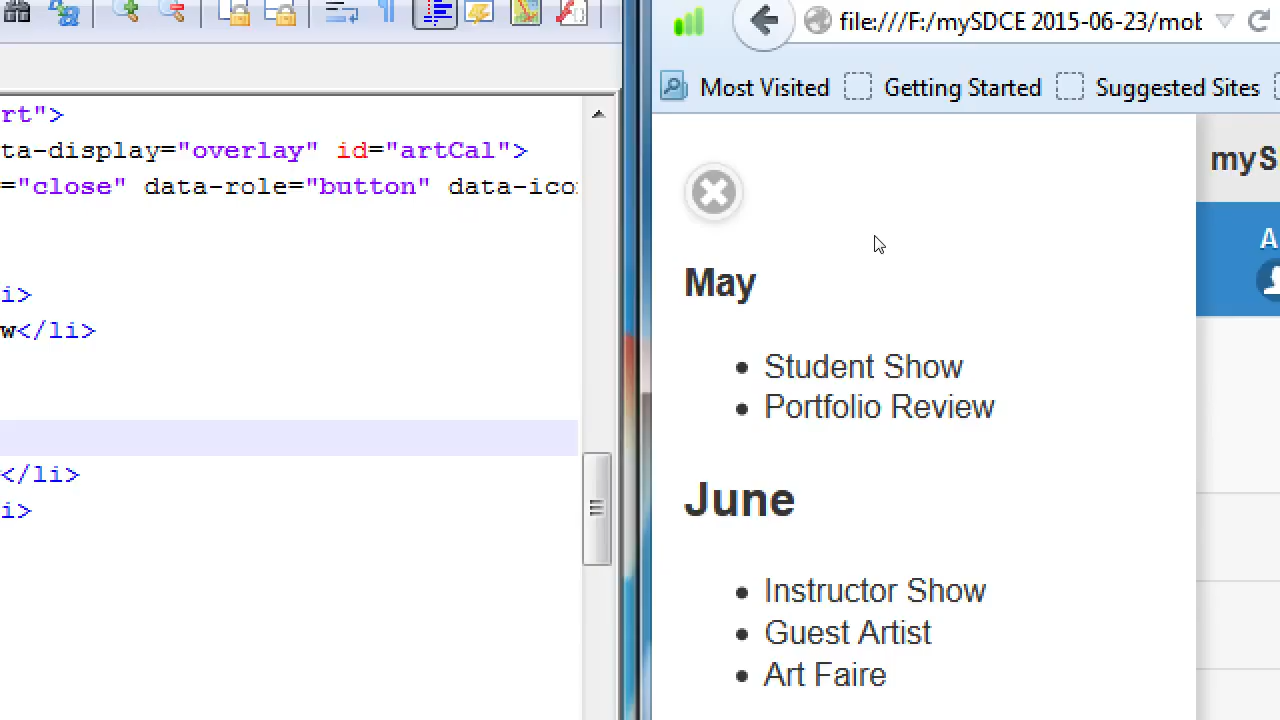 rt">
ta-display="overlay" id="artCal">
="close" data-role="button" data-ico
i>
w</li>
</li>
i>
file:///F:/mySDCE 2015-06-23/mob
Most Visited Getting Started Suggested Sites
myS
A
May
Student Show
Portfolio Review
June
Instructor Show
Guest Artist
Art Faire